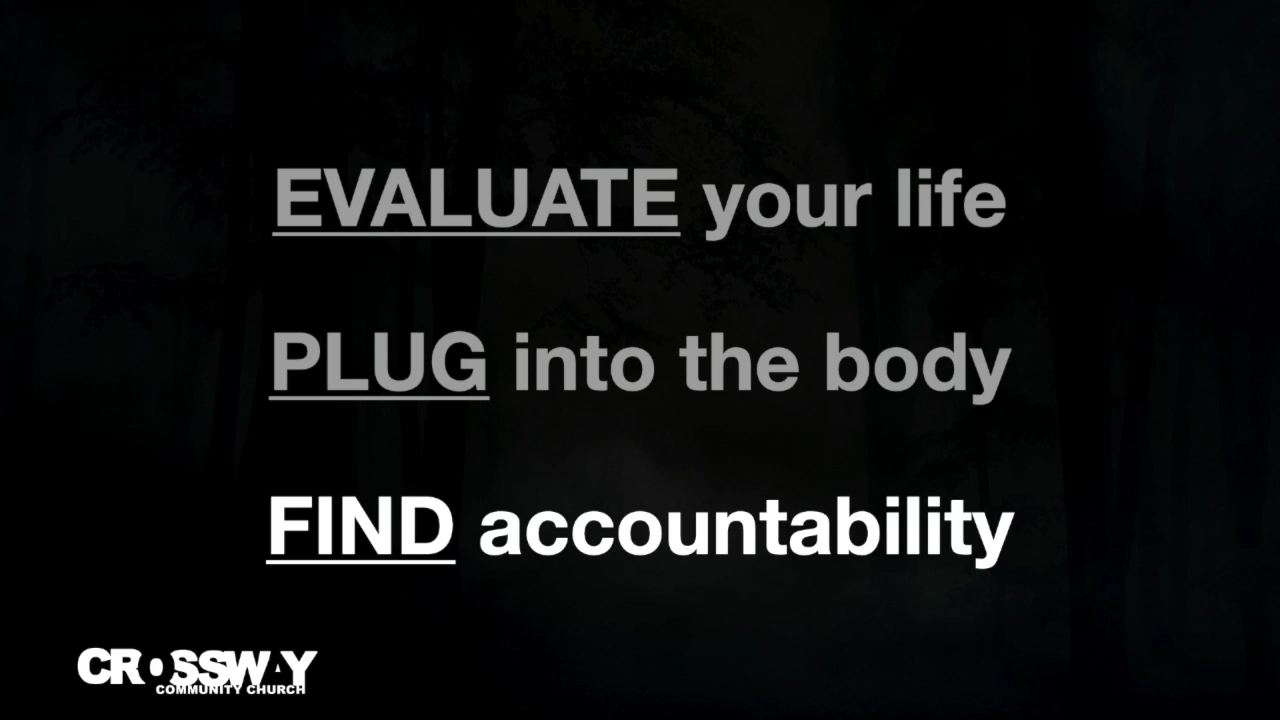 EVALUATE your life
PLUG into the body
FIND accountability
CROSSWAY
COMMUNITY CHURCH